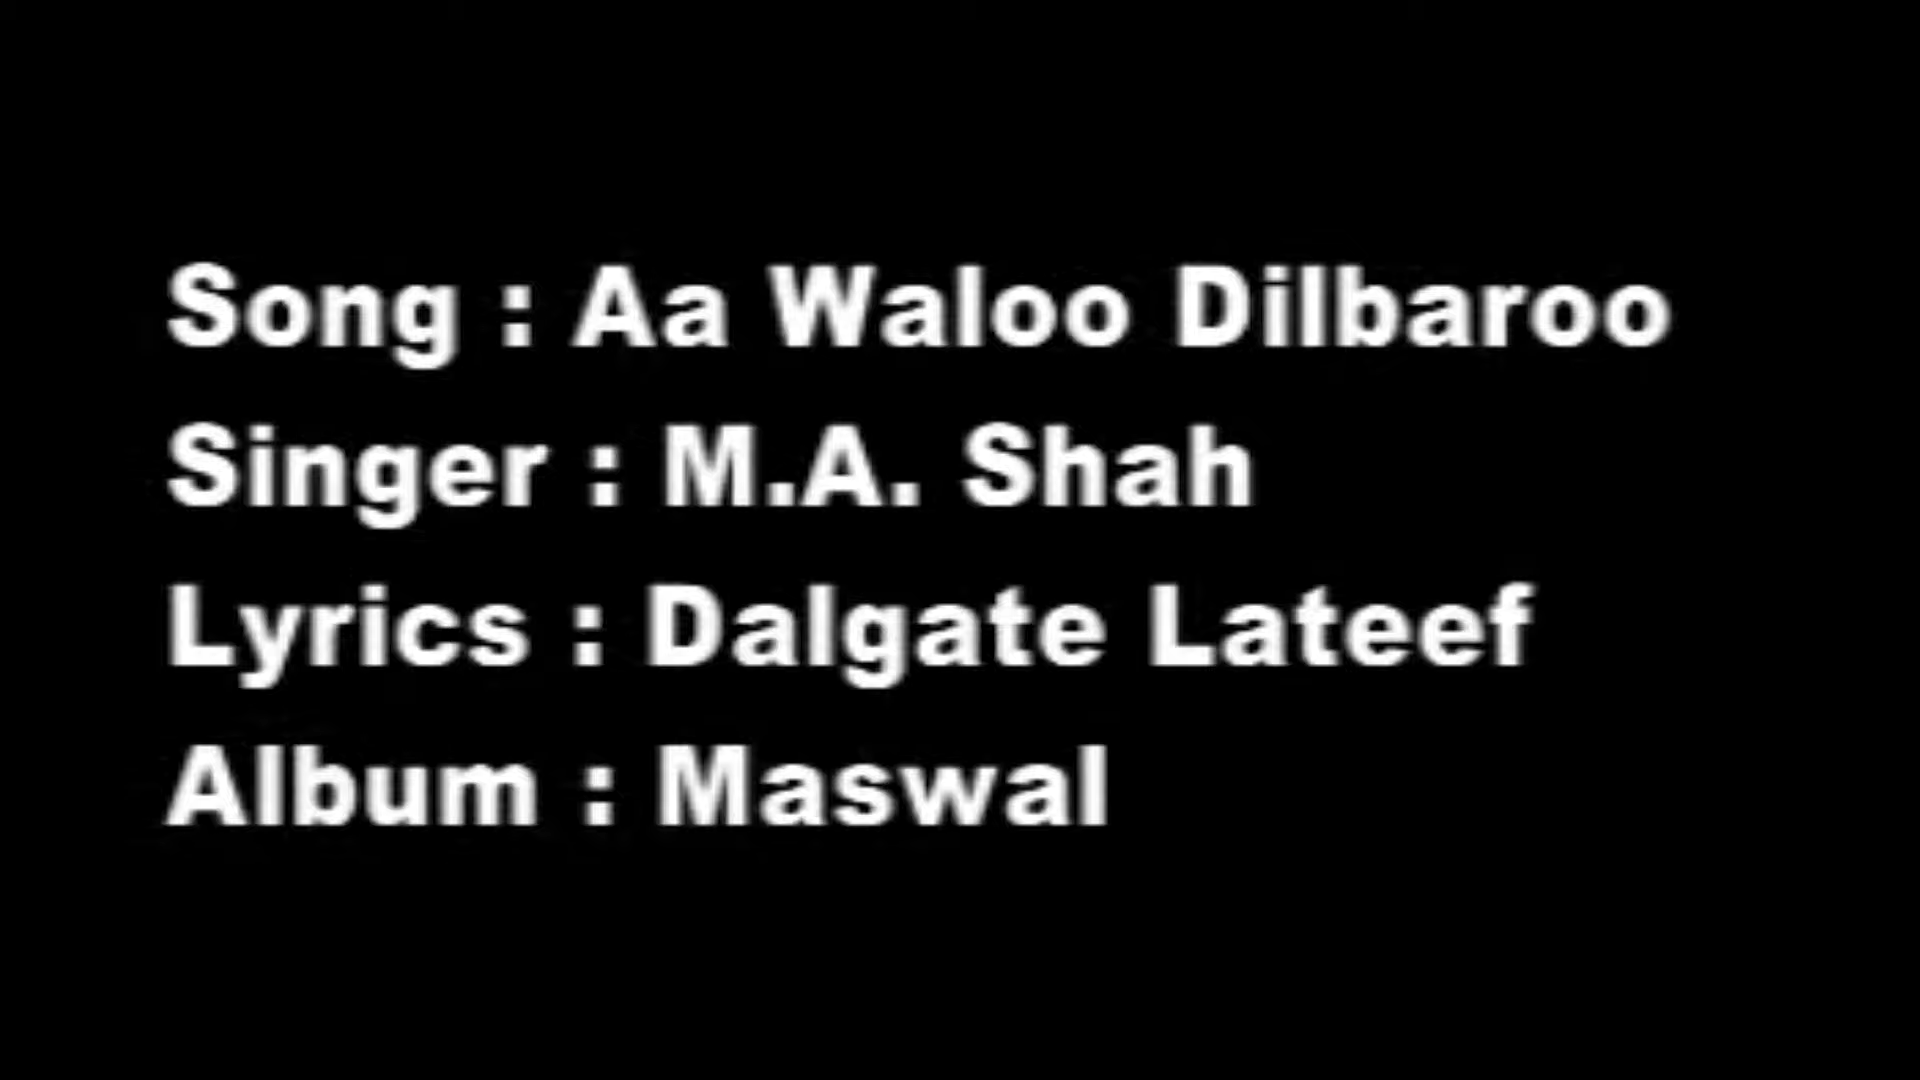 Song : Aa Waloo Dilbaroo
Singer : M.A. Shah
Lyrics : Dalgate Lateef
Album : Maswal